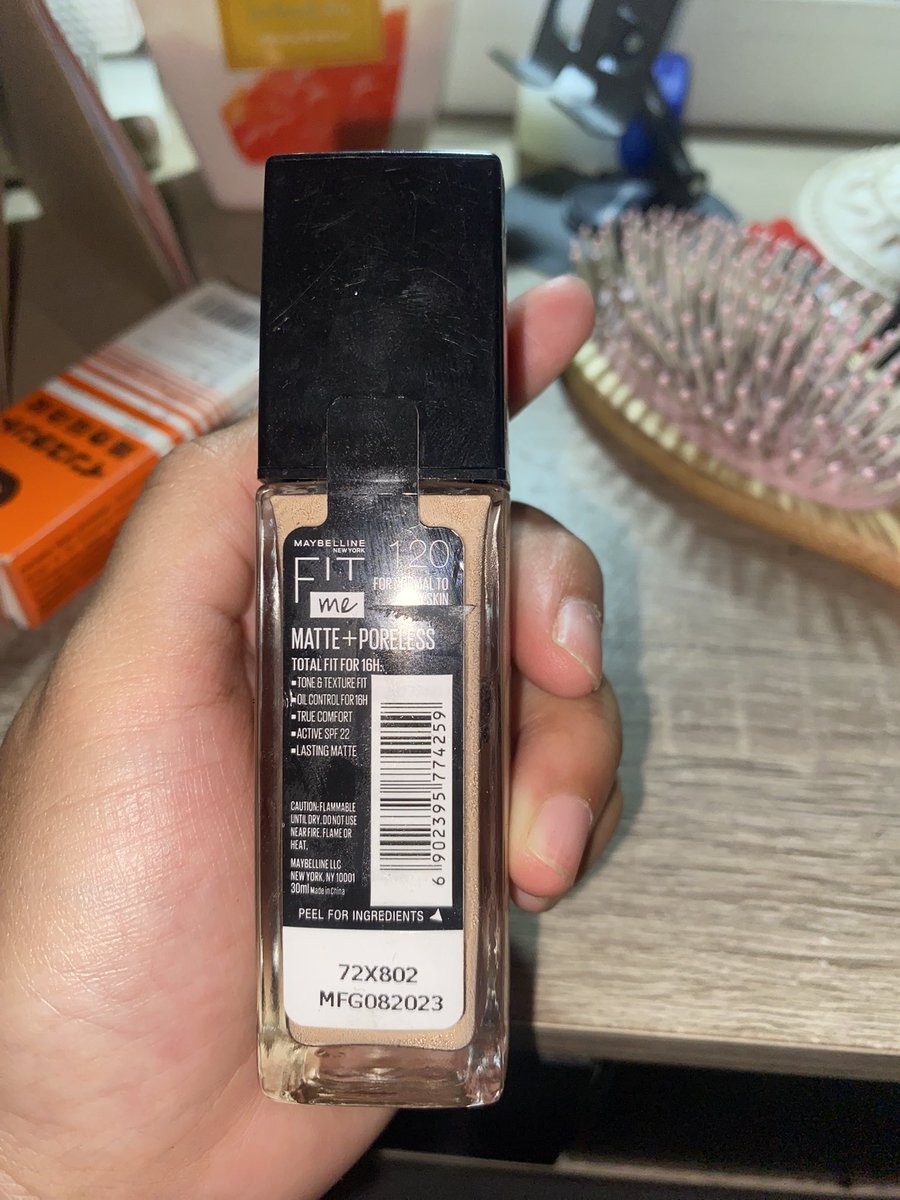 MAYBELLINE
NEW YORK
FIT
me
120
FOR NORMAL TO
SKIN
MATTE+PORELESS
TOTAL FIT FOR 16H:
▪TONE & TEXTURE FIT
▪OIL CONTROL FOR 16H
▪TRUE COMFORT
▪ACTIVE SPF 22
▪LASTING MATTE
CAUTION:FLAMMABLE
UNTIL DRY. DO NOT USE
NEAR FIRE, FLAME OR
HEAT.
MAYBELLINE LLC
NEW YORK, NY 10001
30ml Made in China
6 902395 774259
PEEL FOR INGREDIENTS
72X802
MFG082023